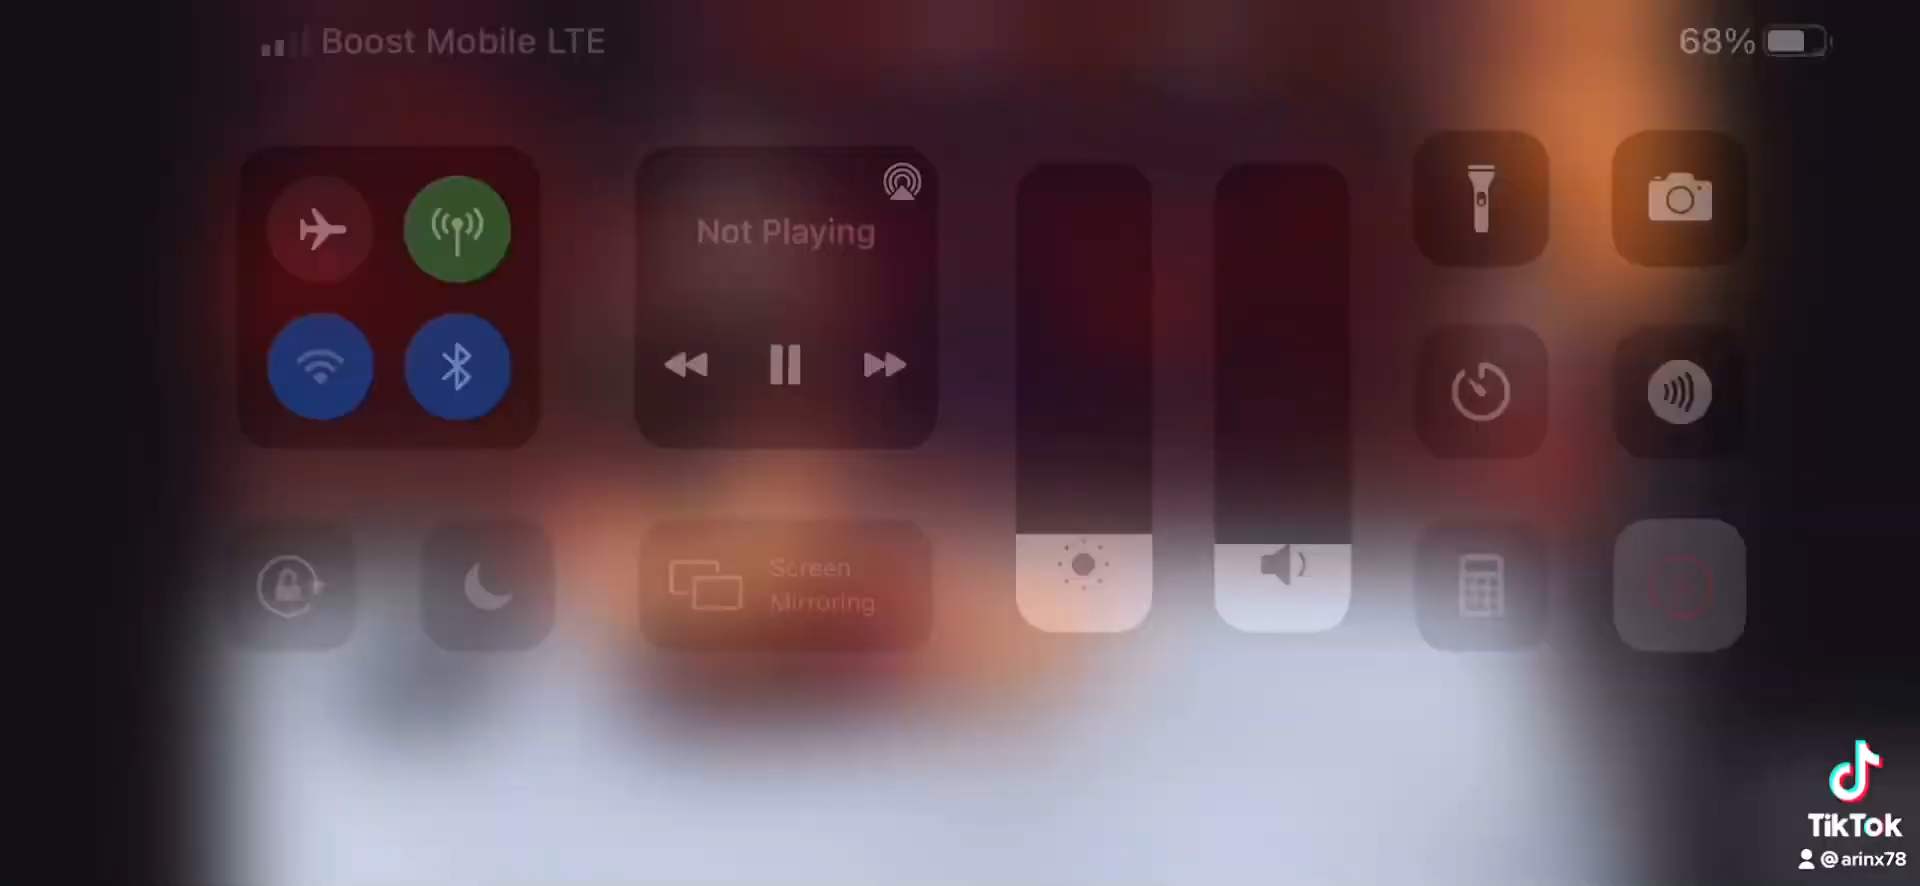 Boost Mobile LTE
68%
Not Playing
Screen
Mirroring
TikTok
@arinx78